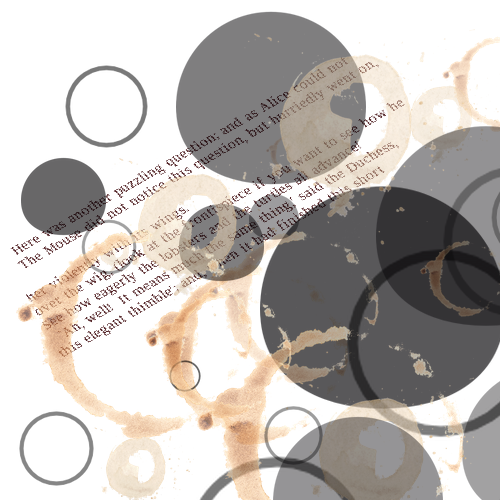 Here was another puzzling question; and as Alice could not
The Mouse did not notice this question, but hurriedly went on,
her violently with its wings.
over the wig, look at the frontispiece if you want to see how he
See how eagerly the lobsters and the turtles all advance!
Ah, well! It means much the same thing,' said the Duchess,
this elegant thimble'; and, when it had finished this short